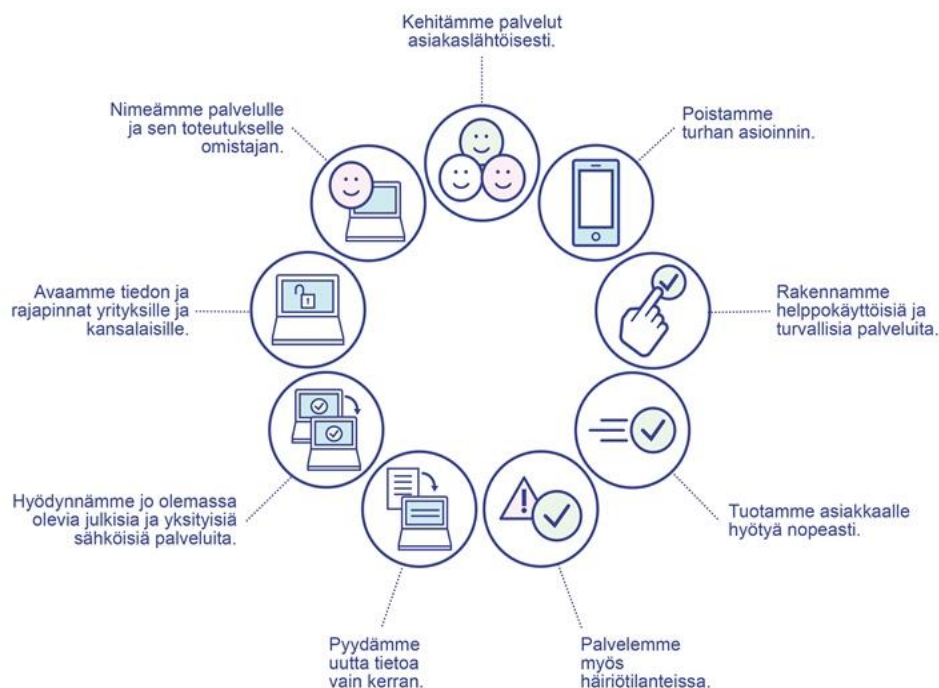 Kehitämme palvelut
asiakaslähtöisesti.
Poistamme
turhan asioinnin.
Rakennamme
helppokäyttöisiä ja
turvallisia palveluita.
Tuotamme asiakkaalle
hyötyä nopeasti.
Palvelemme
myös
häiriötilanteissa.
Pyydämme
uutta tietoa
vain kerran.
Hyödynnämme jo olemassa
olevia julkisia ja yksityisiä
sähköisiä palveluita.
Avaamme tiedon ja
rajapinnat yrityksille ja
kansalaisille.
Nimeämme palvelulle
ja sen toteutukselle
omistajan.